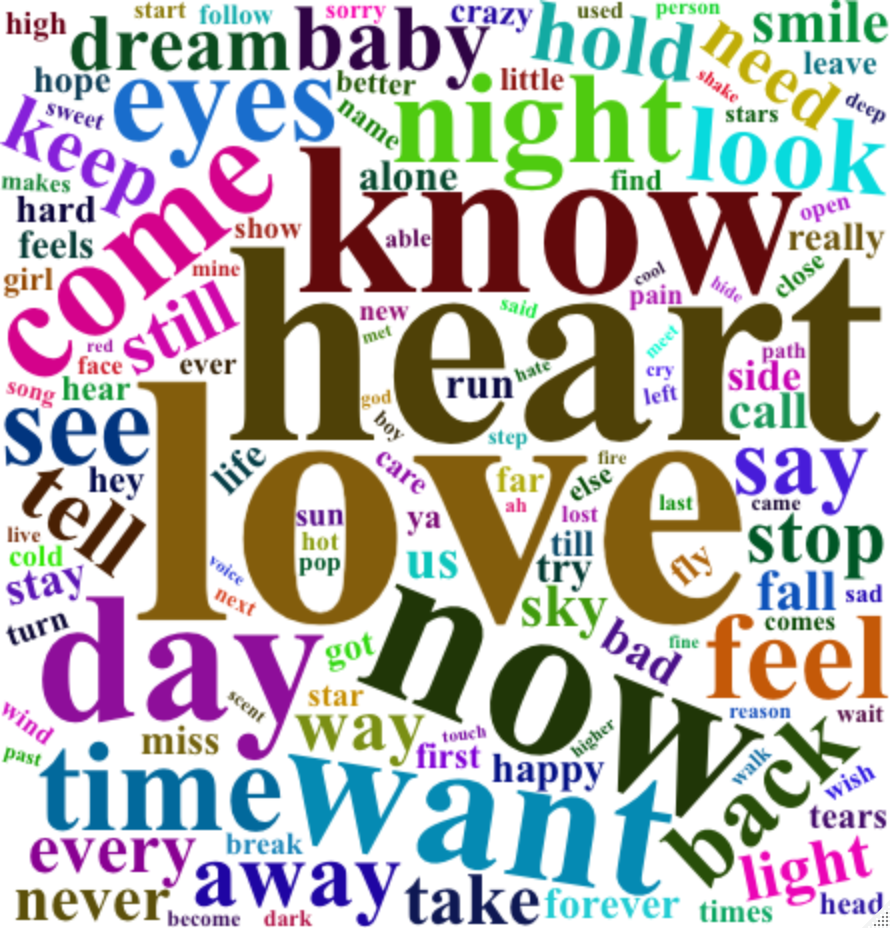 high
start
follow
sorry
crazy
used
person
smile
dream
baby
hold
need
leave
hope
eyes
better
little
shake
deep
sweet
name
night
stars
look
keep
makes
alone
find
hard
come
know
open
feels
show
able
really
girl
mine
cool
hide
close
pain
still
heart
new
said
met
meet
red
face
ever
path
song
hear
run
hate
cry
side
left
god
call
see
boy
step
love
hey
life
care
far
else
fire
say
tell
ah
last
came
sun
ya
lost
stop
live
hot
till
cold
pop
us
try
fly
stay
voice
fall
sad
next
sky
turn
now
comes
day
got
bad
fine
feel
scent
star
wind
way
reason
wait
miss
touch
higher
past
first
happy
walk
back
time
want
wish
tears
every
break
light
never
away
take
forever
head
become
dark
times